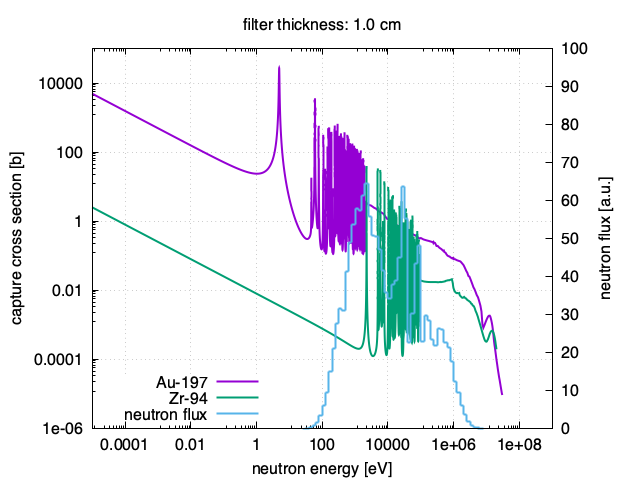 filter thickness: 1.0 cm
capture cross section [b]
10000
100
1
0.01
0.0001
1e-06
100
90
80
70
60
50
40
30
20
10
0
neutron flux [a.u.]
Au-197
Zr-94
neutron flux
0.0001 0.01 1 100 10000 1e+06 1e+08
neutron energy [eV]